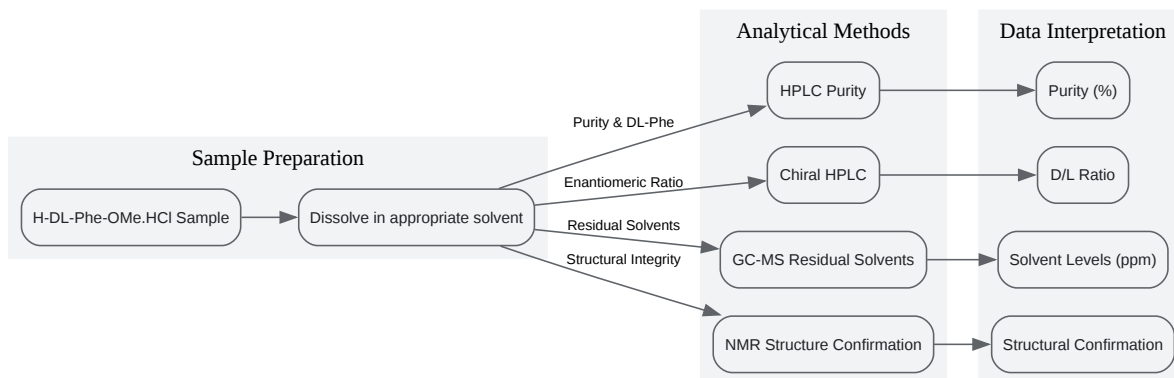 Sample Preparation
H-DL-Phe-OMe.HCl Sample
Dissolve in appropriate solvent
Purity & DL-Phe
Enantiomeric Ratio
Residual Solvents
Structural Integrity
Analytical Methods
HPLC Purity
Chiral HPLC
GC-MS Residual Solvents
NMR Structure Confirmation
Data Interpretation
Purity (%)
D/L Ratio
Solvent Levels (ppm)
Structural Confirmation